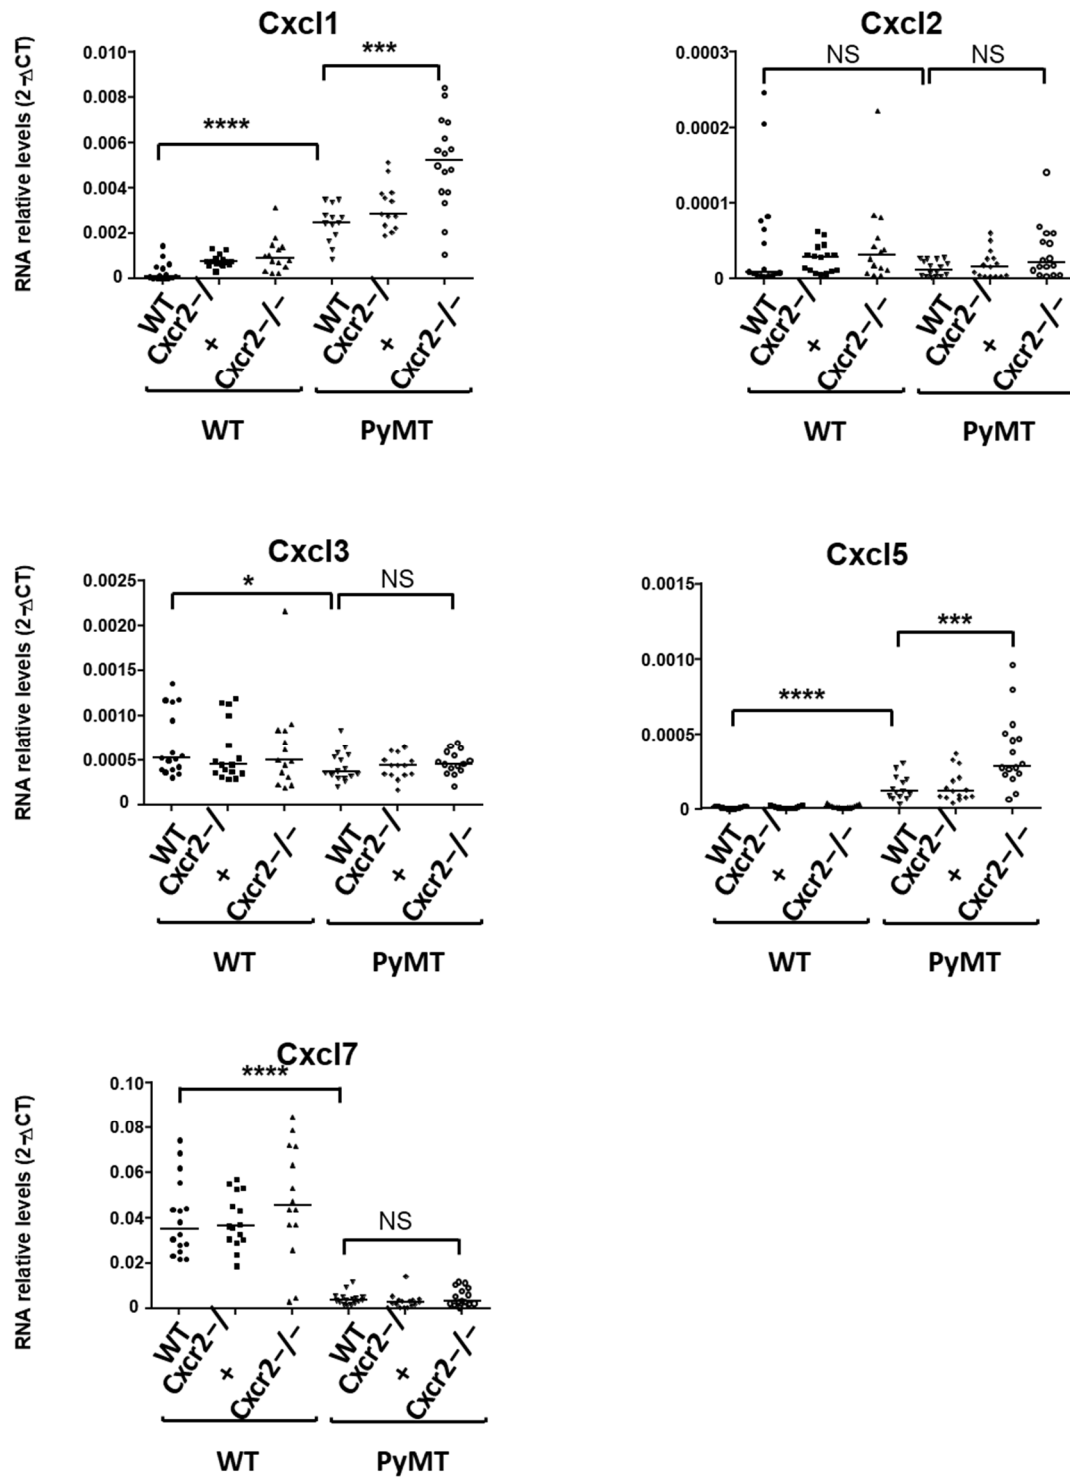 Cxcl1
RNA relative levels (2-△CT)
0.010
0.008
0.006
0.004
0.002
0
****
***
WT
Cxcr2-/
+
Cxcr2-/-
WT
Cxcr2-/
+
Cxcr2-/-
WT
PyMT
Cxcl2
0.0003
0.0002
0.0001
0
NS
NS
WT
Cxcr2-/
+
Cxcr2-/-
WT
Cxcr2-/
+
Cxcr2-/-
WT
PyMT
Cxcl3
RNA relative levels (2-△CT)
0.0025
0.0020
0.0015
0.0010
0.0005
0
*
NS
WT
Cxcr2-/
+
Cxcr2-/-
WT
Cxcr2-/
+
Cxcr2-/-
WT
PyMT
Cxcl5
0.0015
0.0010
0.0005
0
****
***
WT
Cxcr2-/
+
Cxcr2-/-
WT
Cxcr2-/
+
Cxcr2-/-
WT
PyMT
Cxcl7
RNA relative levels (2-△CT)
0.10
0.08
0.06
0.04
0.02
0
****
NS
WT
Cxcr2-/
+
Cxcr2-/-
WT
Cxcr2-/
+
Cxcr2-/-
WT
PyMT